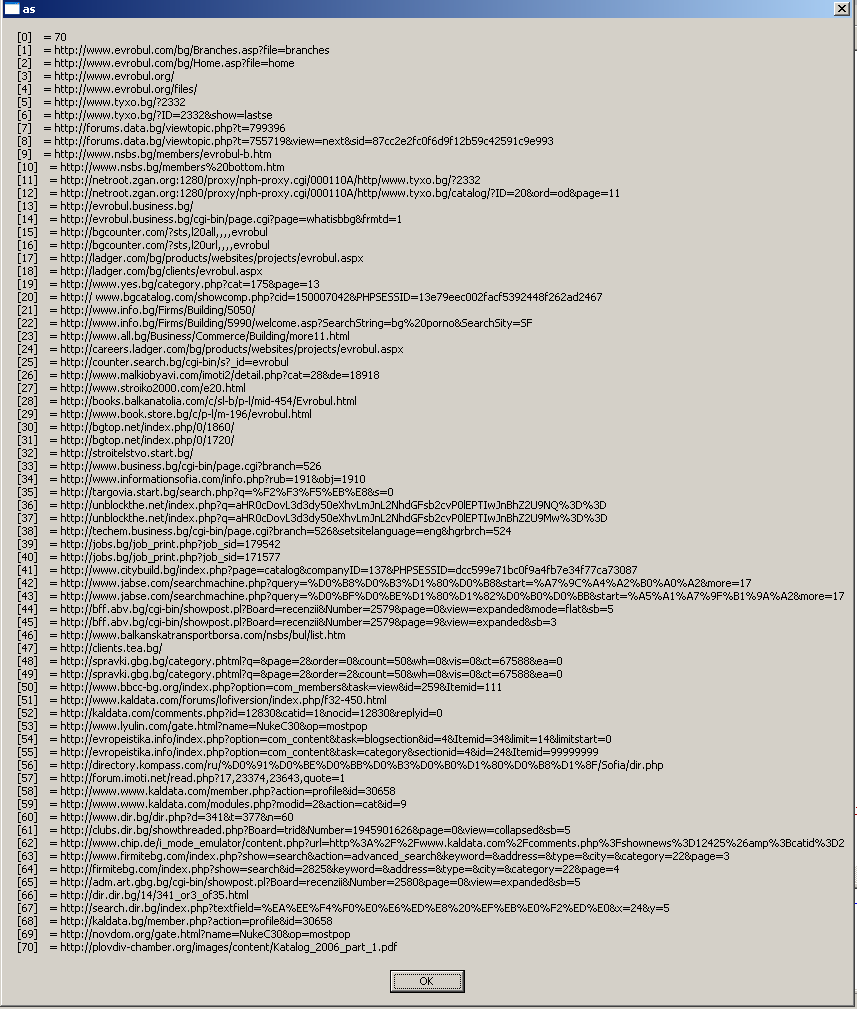 as
[0] = 70
[1] = http://www.evrobul.com/bg/Branches.asp?file=branches
[2] = http://www.evrobul.com/bg/Home.asp?file=home
[3] = http://www.evrobul.org/
[4] = http://www.evrobul.org/files/
[5] = http://www.tyxo.bg/?2332
[6] = http://www.tyxo.bg/?ID=2332&show=lastse
[7] = http://forums.data.bg/viewtopic.php?t=799396
[8] = http://forums.data.bg/viewtopic.php?t=755719&view=next&sid=87cc2e2fc0f6d9f12b59c42591c9e993
[9] = http://www.nsbs.bg/members/evrobul-b.htm
[10] = http://www.nsbs.bg/members%20bottom.htm
[11] = http://netroot.zgan.org:1280/proxy/nph-proxy.cgi/000110A/http/www.tyxo.bg/?2332
[12] = http://netroot.zgan.org:1280/proxy/nph-proxy.cgi/000110A/http/www.tyxo.bg/catalog/?ID=20&ord=od&page=11
[13] = http://evrobul.business.bg/
[14] = http://evrobul.business.bg/cgi-bin/page.cgi?page=whatisbbg&frmtd=1
[15] = http://bgcounter.com/?sts,l20all,,,,evrobul
[16] = http://bgcounter.com/?sts,l20url,,,,evrobul
[17] = http://ladger.com/bg/products/websites/projects/evrobul.aspx
[18] = http://ladger.com/bg/clients/evrobul.aspx
[19] = http://www.yes.bg/category.php?cat=175&page=13
[20] = http:// www.bgcatalog.com/showcomp.php?cid=150007042&PHPSESSID=13e79eec002facf5392448f262ad2467
[21] = http://www.info.bg/Firms/Building/5050/
[22] = http://www.info.bg/Firms/Building/5990/welcome.asp?SearchString=bg%20porno&SearchSity=SF
[23] = http://www.all.bg/Business/Commerce/Building/more11.html
[24] = http://careers.ladger.com/bg/products/websites/projects/evrobul.aspx
[25] = http://counter.search.bg/cgi-bin/s?_id=evrobul
[26] = http://www.malkiobyavi.com/imoti2/detail.php?cat=28&de=18918
[27] = http://www.stroiko2000.com/e20.html
[28] = http://books.balkanatolia.com/c/sl-b/p-l/mid-454/Evrobul.html
[29] = http://www.book.store.bg/c/p-l/m-196/evrobul.html
[30] = http://bgtop.net/index.php/0/1860/
[31] = http://bgtop.net/index.php/0/1720/
[32] = http://stroitelstvo.start.bg/
[33] = http://www.business.bg/cgi-bin/page.cgi?branch=526
[34] = http://www.informationsofia.com/info.php?rub=191&obj=1910
[35] = http://targovia.start.bg/search.php?q=%F2%F3%F5%EB%E8&s=0
[36] = http://unblockthe.net/index.php?q=aHR0cDovL3d3dy50eXhvLmJnL2NhdGFsb2cvP0lEPTIwJnBhZ2U9NQ%3D%3D
[37] = http://unblockthe.net/index.php?q=aHR0cDovL3d3dy50eXhvLmJnL2NhdGFsb2cvP0lEPTIwJnBhZ2U9Mw%3D%3D
[38] = http://techem.business.bg/cgi-bin/page.cgi?branch=526&setsitelanguage=eng&hgrbrch=524
[39] = http://jobs.bg/job_print.php?job_sid=179542
[40] = http://jobs.bg/job_print.php?job_sid=171577
[41] = http://www.citybuild.bg/index.php?page=catalog&companyID=137&PHPSESSID=dcc599e71bc0f9a4fb7e34f77ca73087
[42] = http://www.jabse.com/searchmachine.php?query=%D0%B8%D0%B3%D1%80%D0%B8&start=%A7%9C%A4%A2%B0%A0%A2&more=17
[43] = http://www.jabse.com/searchmachine.php?query=%D0%BF%D0%BE%D1%80%D1%82%D0%B0%D0%BB&start=%A5%A1%A7%9F%B1%9A%A2&more=17
[44] = http://bff.abv.bg/cgi-bin/showpost.pl?Board=recenzii&Number=2579&page=0&view=expanded&mode=flat&sb=5
[45] = http://bff.abv.bg/cgi-bin/showpost.pl?Board=recenzii&Number=2579&page=9&view=expanded&sb=3
[46] = http://www.balkanskatransportborsa.com/nsbs/bul/list.htm
[47] = http://clients.tea.bg/
[48] = http://spravki.gbg.bg/category.phtml?q=&page=2&order=0&count=50&wh=0&vis=0&ct=67588&ea=0
[49] = http://spravki.gbg.bg/category.phtml?q=&page=2&order=2&count=50&wh=0&vis=0&ct=67588&ea=0
[50] = http://www.bbcc-bg.org/index.php?option=com_members&task=view&id=259&Itemid=111
[51] = http://www.kaldata.com/forums/lofiversion/index.php/f32-450.html
[52] = http://kaldata.com/comments.php?id=12830&catid=1&nocid=12830&replyid=0
[53] = http://www.lyulin.com/gate.html?name=NukeC30&op=mostpop
[54] = http://evropeistika.info/index.php?option=com_content&task=blogsection&id=4&Itemid=34&limit=14&limitstart=0
[55] = http://evropeistika.info/index.php?option=com_content&task=category&sectionid=4&id=24&Itemid=99999999
[56] = http://directory.kompass.com/ru/%D0%91%D0%BE%D0%BB%D0%B3%D0%B0%D1%80%D0%B8%D1%8F/Sofia/dir.php
[57] = http://forum.imoti.net/read.php?17,23374,23643,quote=1
[58] = http://www.www.kaldata.com/member.php?action=profile&id=30658
[59] = http://www.www.kaldata.com/modules.php?modid=2&action=cat&id=9
[60] = http://www.dir.bg/dir.php?d=341&t=377&n=60
[61] = http://clubs.dir.bg/showthreaded.php?Board=trid&Number=1945901626&page=0&view=collapsed&sb=5
[62] = http://www.chip.de/i_mode_emulator/content.php?url=http%3A%2F%2Fwww.kaldata.com%2Fcomments.php%3Fshownews%3D12425%26amp%3Bcatid%3D2
[63] = http://www.firmitebg.com/index.php?show=search&action=advanced_search&keyword=&address=&type=&city=&category=22&page=3
[64] = http://firmitebg.com/index.php?show=search&id=2825&keyword=&address=&type=&city=&category=22&page=4
[65] = http://adm.art.gbg.bg/cgi-bin/showpost.pl?Board=recenzii&Number=2580&page=0&view=expanded&sb=5
[66] = http://dir.dir.bg/14/341_or3_of35.html
[67] = http://search.dir.bg/index.php?textfield=%EA%EE%F4%F0%E0%E6%ED%E8%20%EF%EB%E0%F2%ED%E0&x=24&y=5
[68] = http://kaldata.bg/member.php?action=profile&id=30658
[69] = http://novdom.org/gate.html?name=NukeC30&op=mostpop
[70] = http://plovdiv-chamber.org/images/content/Katalog_2006_part_1.pdf
OK